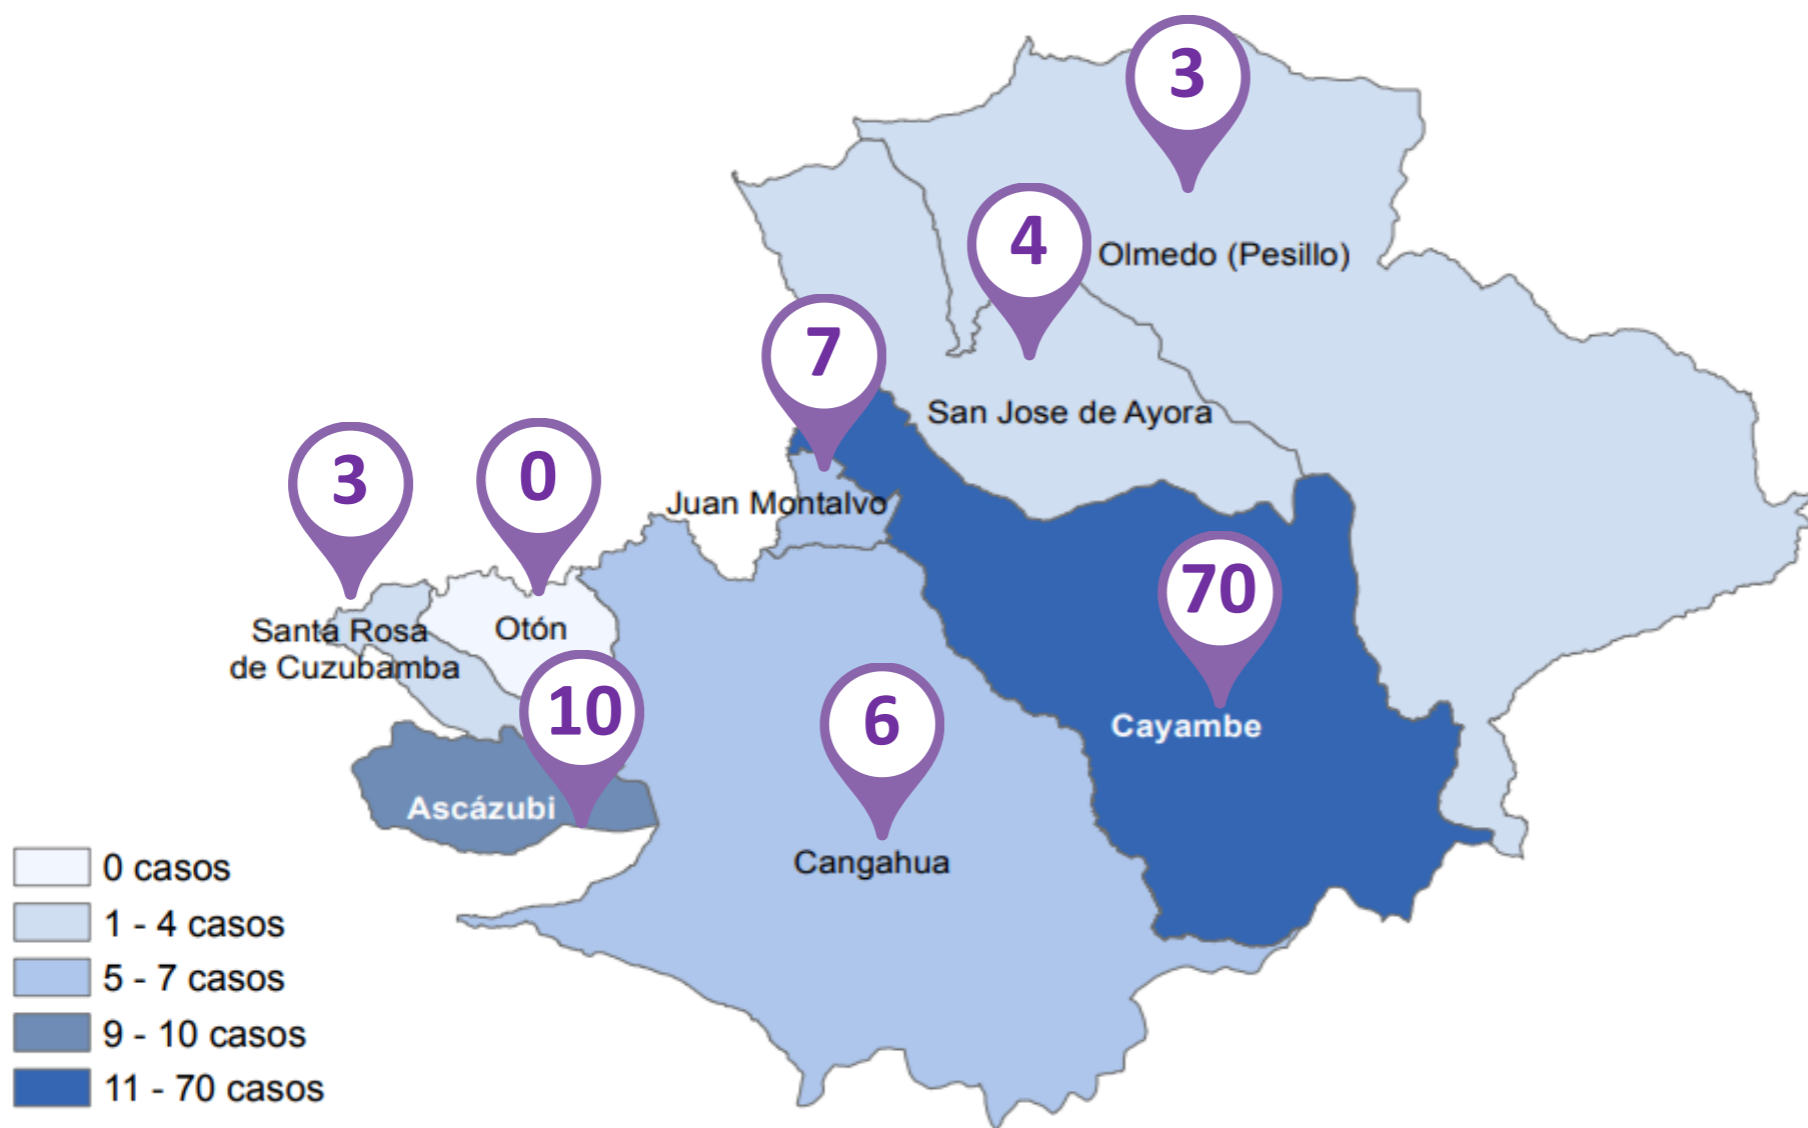 3
4
Olmedo (Pesillo)
7
San Jose de Ayora
3
0
Juan Montalvo
70
Santa Rosa
de Cuzubamba
Otón
10
6
Cayambe
Ascázubi
Cangahua
0 casos
1 - 4 casos
5 - 7 casos
9 - 10 casos
11 - 70 casos